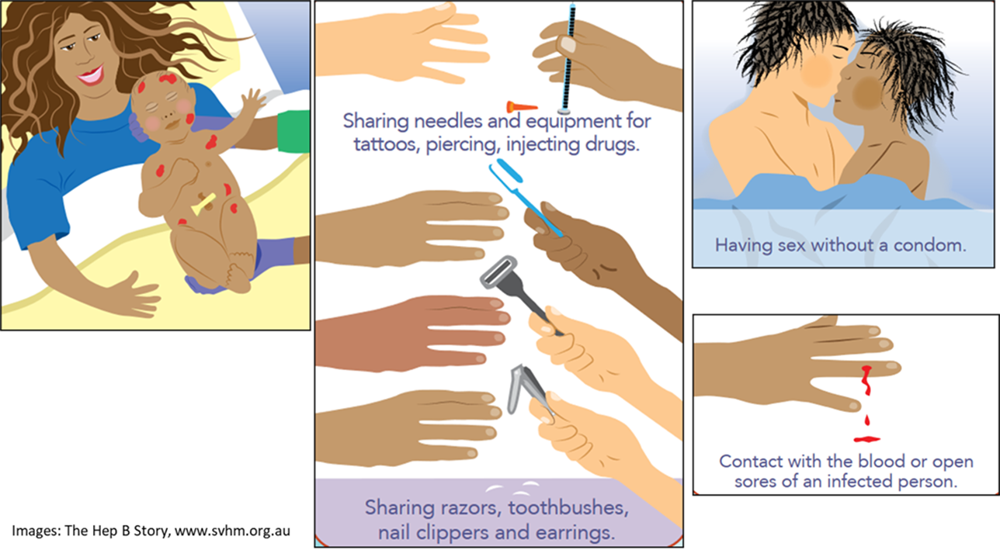 Sharing needles and equipment for
tattoos, piercing, injecting drugs.
Sharing razors, toothbushes,
nail clippers and earrings.
Having sex without a condom.
Contact with the blood or open
sores of an infected person.
Images: The Hep B Story, www.svhm.org.au